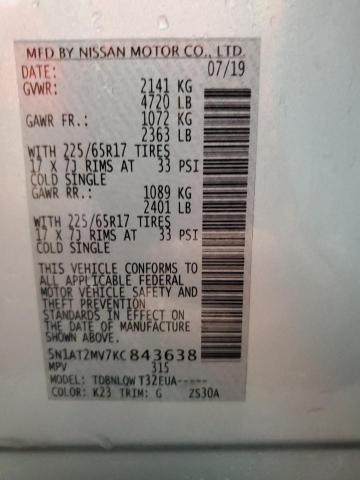 MFD BY NISSAN MOTOR CO., LTD.
DATE: 07/19
GVWR: 2141 KG
4720 LB
GAWR FR.: 1072 KG
2363 LB
WITH 225/65R17 TIRES
17 X 7J RIMS AT 33 PSI
COLD SINGLE
GAWR RR.: 1089 KG
2401 LB
WITH 225/65R17 TIRES
17 X 7J RIMS AT 33 PSI
COLD SINGLE
THIS VEHICLE CONFORMS TO
ALL APPLICABLE FEDERAL
MOTOR VEHICLE SAFETY AND
THEFT PREVENTION
STANDARDS IN EFFECT ON
THE DATE OF MANUFACTURE
SHOWN ABOVE.
5N1AT2MV7KC843638
MPV 315
MODEL: TDBNLQW T32EUA-----
COLOR: K23 TRIM: G ZS30A